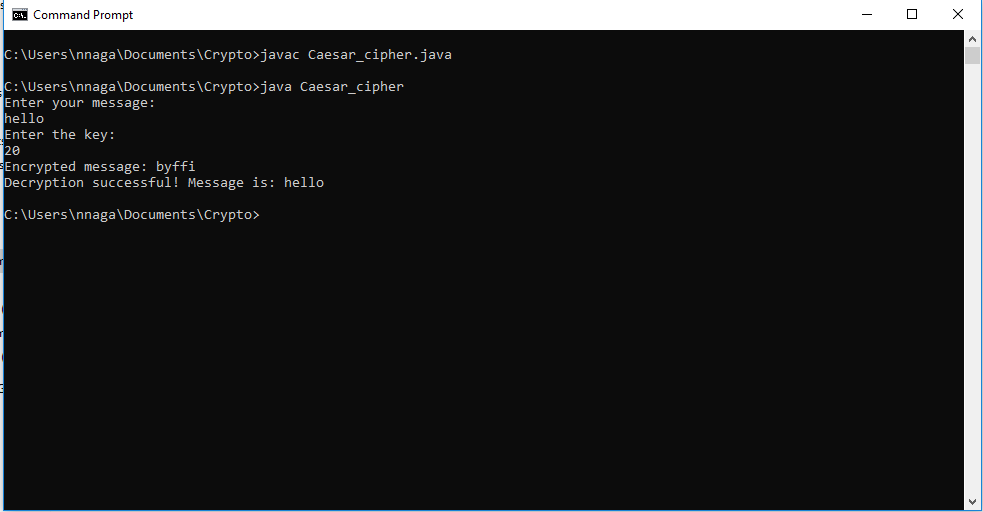 Command Prompt
C:\Users\nnaga\Documents\Crypto>javac Caesar_cipher.java
C:\Users\nnaga\Documents\Crypto>java Caesar_cipher
Enter your message:
hello
Enter the key:
20
Encrypted message: byffi
Decryption successful! Message is: hello
C:\Users\nnaga\Documents\Crypto>